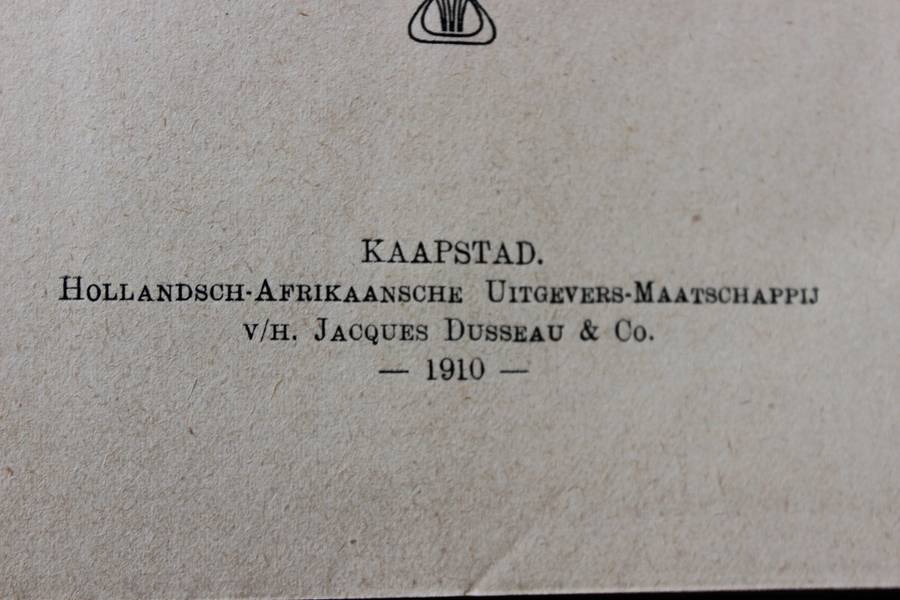 KAAPSTAD.
HOLLANDSCH-AFRIKAANSCHE UITGEVERS-MAATSCHAPPIJ
V/H. JACQUES DUSSEAU & CO.
— 1910 —